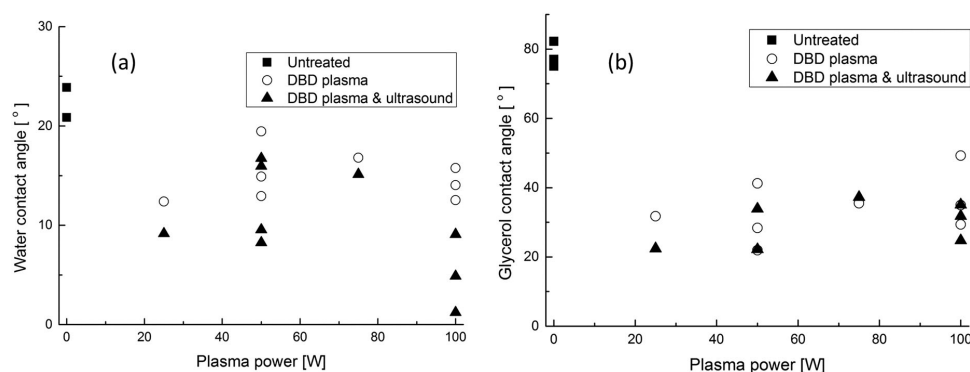 30
20
10
0
0
20
40
60
80
100
Water contact angle [ ° ]
Plasma power [W]
(a)
Untreated
DBD plasma
DBD plasma & ultrasound
80
60
40
20
0
0
20
40
60
80
100
Glycerol contact angle [ ° ]
Plasma power [W]
(b)
Untreated
DBD plasma
DBD plasma & ultrasound